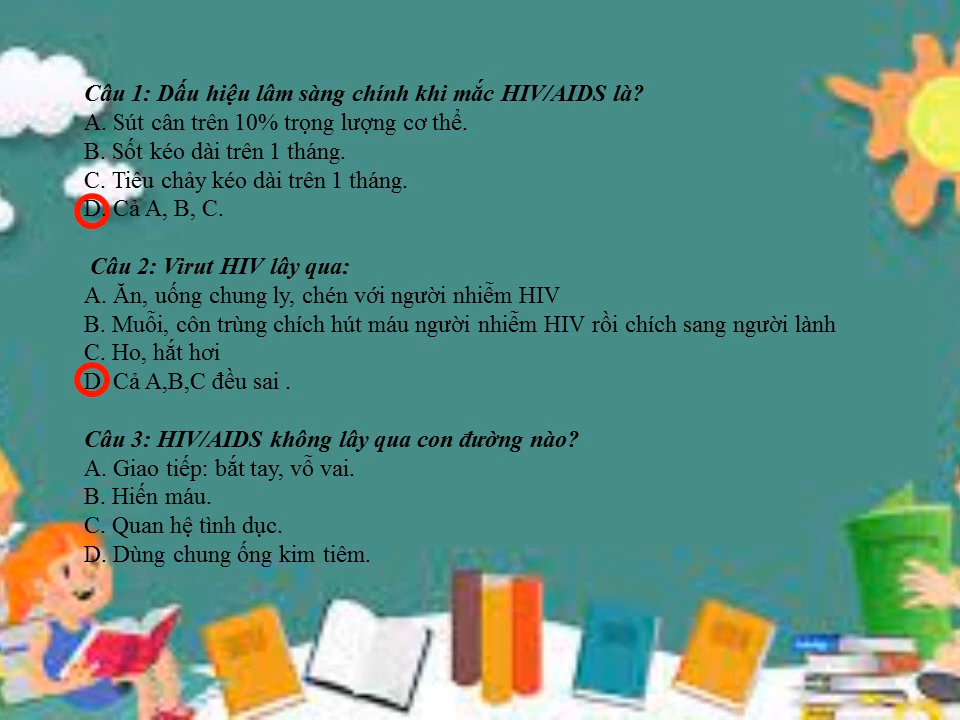 Câu 1: Dấu hiệu lâm sàng chính khi mắc HIV/AIDS là?
A. Sút cân trên 10% trọng lượng cơ thể.
B. Sốt kéo dài trên 1 tháng.
C. Tiêu chảy kéo dài trên 1 tháng.
D. Cả A, B, C.
Câu 2: Virut HIV lây qua:
A. Ăn, uống chung ly, chén với người nhiễm HIV
B. Muỗi, côn trùng chích hút máu người nhiễm HIV rồi chích sang người lành
C. Ho, hắt hơi
D. Cả A,B,C đều sai .
Câu 3: HIV/AIDS không lây qua con đường nào?
A. Giao tiếp: bắt tay, vỗ vai.
B. Hiến máu.
C. Quan hệ tình dục.
D. Dùng chung ống kim tiêm.